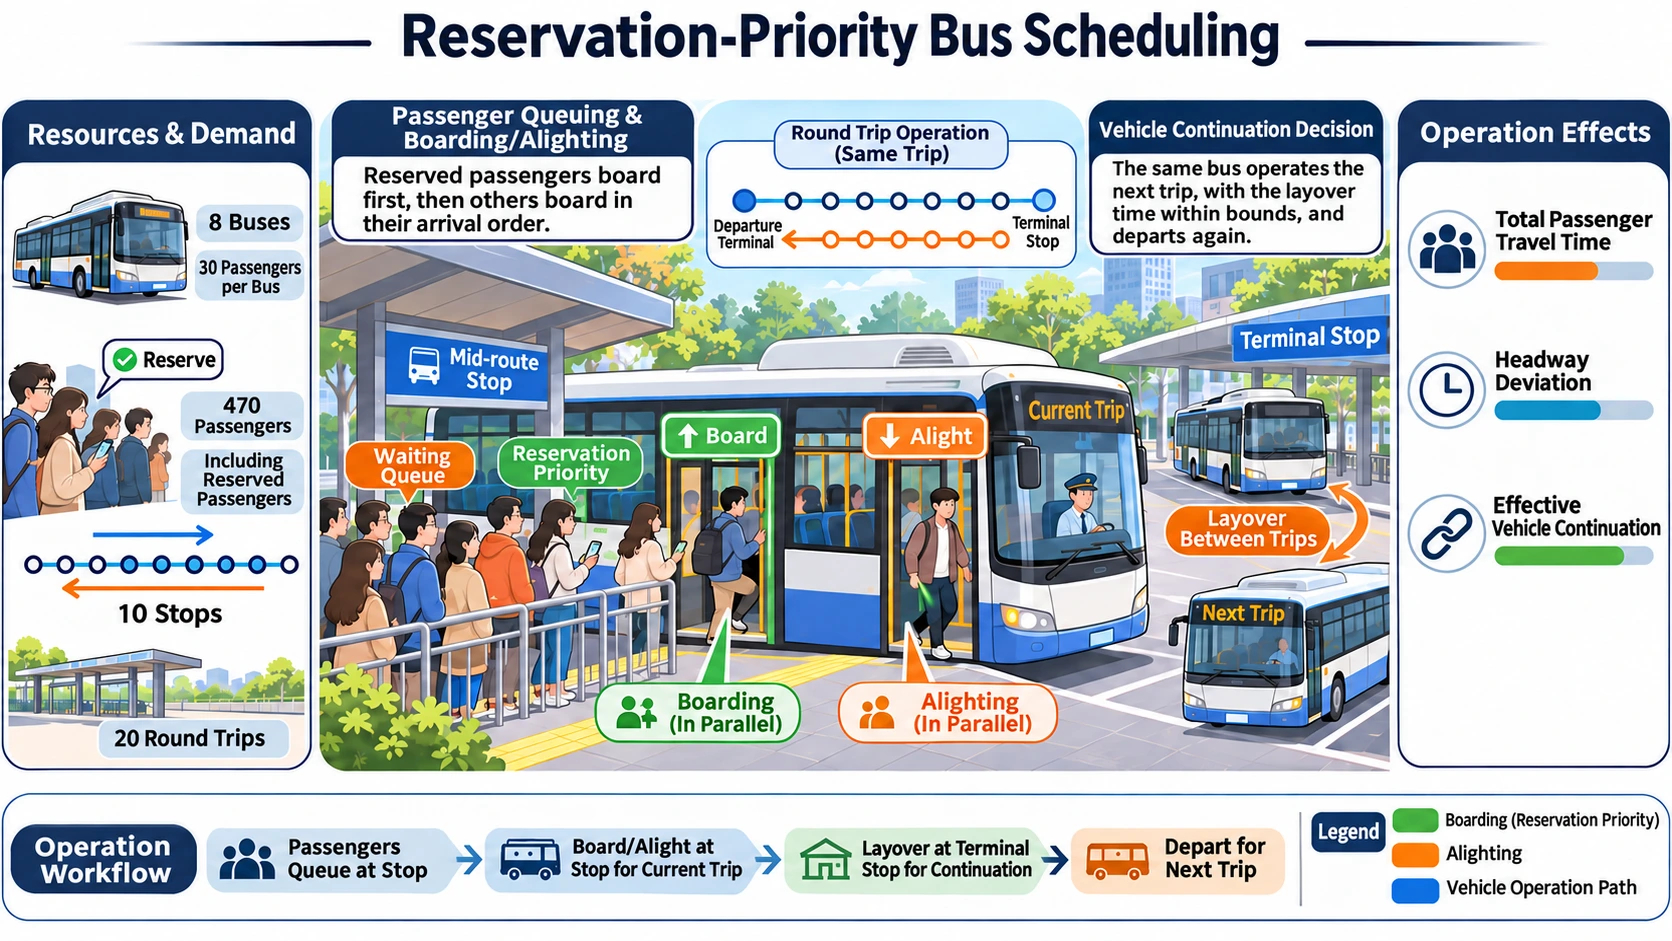 Reservation-Priority Bus Scheduling
Resources & Demand
8 Buses
30 Passengers
per Bus
Reserve
470
Passengers
Including
Reserved
Passengers
10 Stops
20 Round Trips
Passenger Queuing &
Boarding/Alighting
Reserved passengers board
first, then others board in
their arrival order.
Round Trip Operation
(Same Trip)
Departure
Terminal
Terminal
Stop
Vehicle Continuation Decision
The same bus operates the
next trip, with the layover
time within bounds, and
departs again.
Mid-route
Stop
Terminal Stop
Waiting
Queue
Reservation
Priority
Board
Alight
Current Trip
Layover
Between Trips
Next Trip
Boarding
(In Parallel)
Alighting
(In Parallel)
Operation Effects
Total Passenger
Travel Time
Headway
Deviation
Effective
Vehicle Continuation
Operation
Workflow
Passengers
Queue at Stop
Board/Alight at
Stop for Current Trip
Layover at Terminal
Stop for Continuation
Depart for
Next Trip
Legend
Boarding (Reservation Priority)
Alighting
Vehicle Operation Path